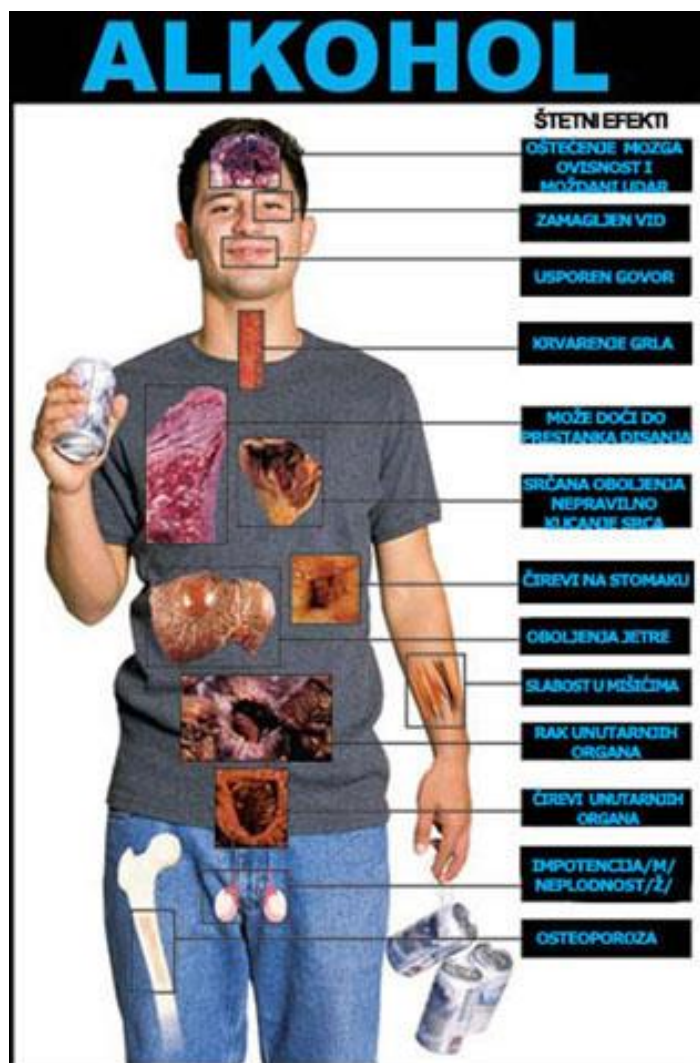 ALKOHOL
ŠTETNI EFEKTI
OŠTEĆENJE MOZGA
OVISNOST I
MOŽDANI UDAR
ZAMAGLJEN VID
USPOREN GOVOR
KRVARENJE GRLA
MOŽE DOĆI DO
PRESTANKA DISANJA
SRČANA OBOLJENJA
NEPRAVILNO
KUCANJE SRCA
ČIREVI NA STOMAKU
OBOLJENJA JETRE
SLABOST U MIŠIĆIMA
RAK UNUTARNJIH
ORGANA
ČIREVI UNUTARNJIH
ORGANA
IMPOTENCIJA/M/
NEPLODNOST/Ž/
OSTEOPOROZA